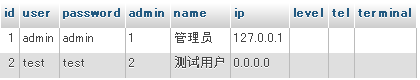 id user password admin name ip level tel terminal
1 admin admin 1 管理员 127.0.0.1
2 test test 2 测试用户 0.0.0.0